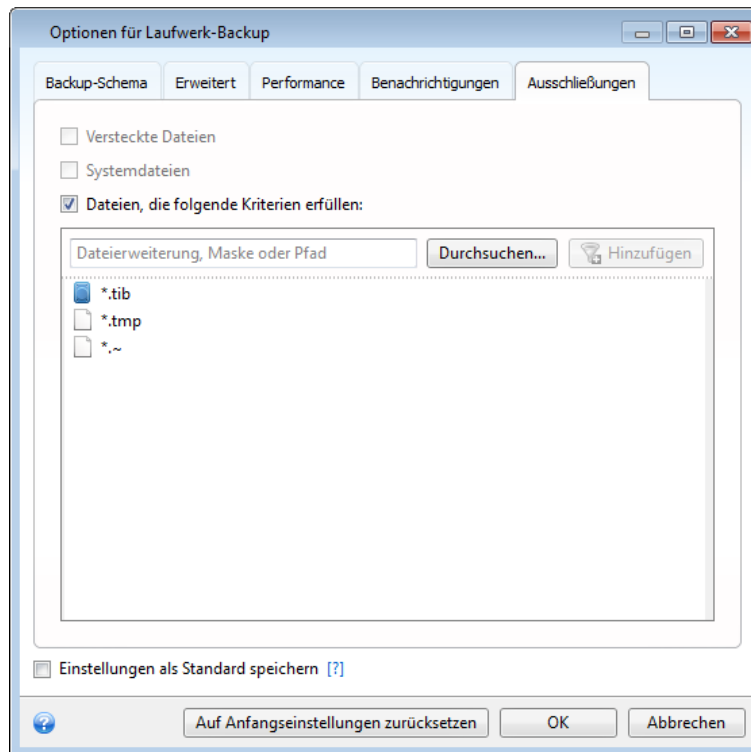 Optionen für Laufwerk-Backup
Backup-Schema Erweitert Performance Benachrichtigungen Ausschließungen
Versteckte Dateien
Systemdateien
Dateien, die folgende Kriterien erfüllen:
Dateierweiterung, Maske oder Pfad Durchsuchen... Hinzufügen
*.tib
*.tmp
*.~
Einstellungen als Standard speichern [?]
Auf Anfangseinstellungen zurücksetzen OK Abbrechen